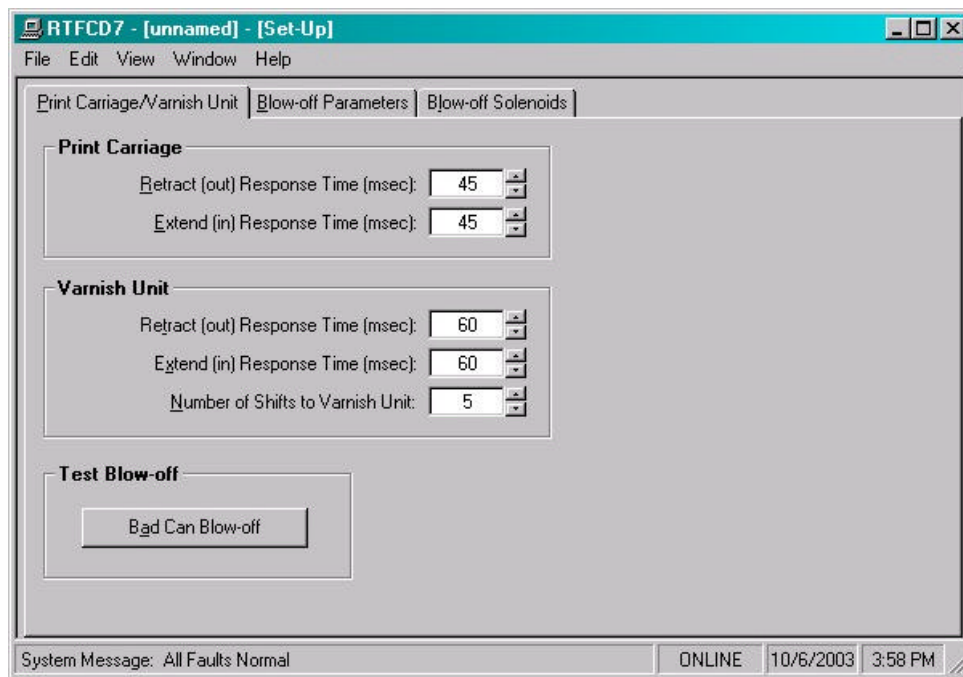 RTFCD7 - [unnamed] - [Set-Up]
File Edit View Window Help
Print Carriage/Varnish Unit Blow-off Parameters Blow-off Solenoids
Print Carriage
Retract (out) Response Time (msec): 45
Extend (in) Response Time (msec): 45
Varnish Unit
Retract (out) Response Time (msec): 60
Extend (in) Response Time (msec): 60
Number of Shifts to Varnish Unit: 5
Test Blow-off
Bad Can Blow-off
System Message: All Faults Normal ONLINE 10/6/2003 3:58 PM